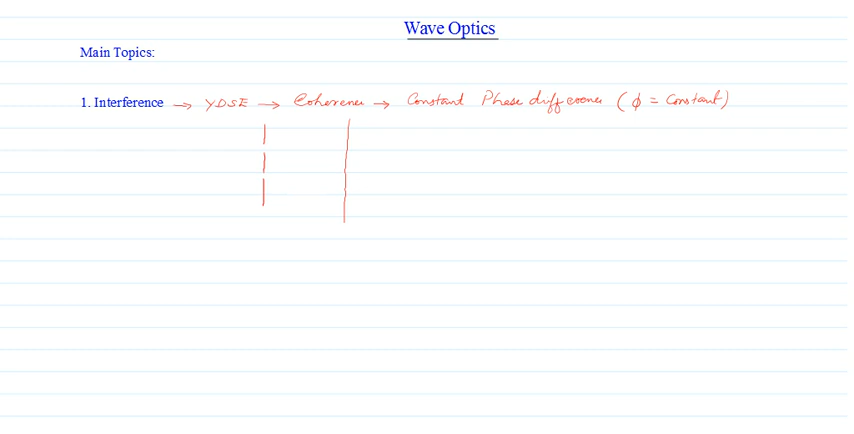 Wave Optics
Main Topics:
1. Interference → YDSE → Coherence → Constant Phase difference (ϕ = Constant)